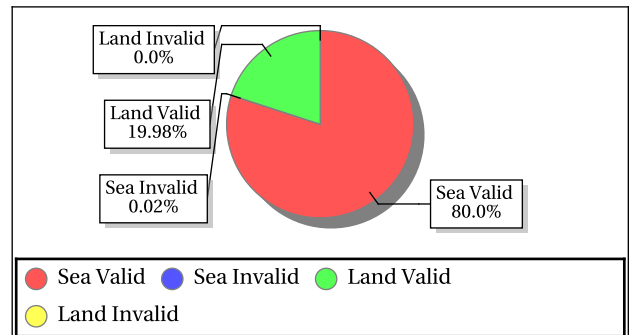 Land Invalid
0.0%
Land Valid
19.98%
Sea Invalid
0.02%
Sea Valid
80.0%
Sea Valid Sea Invalid Land Valid
Land Invalid